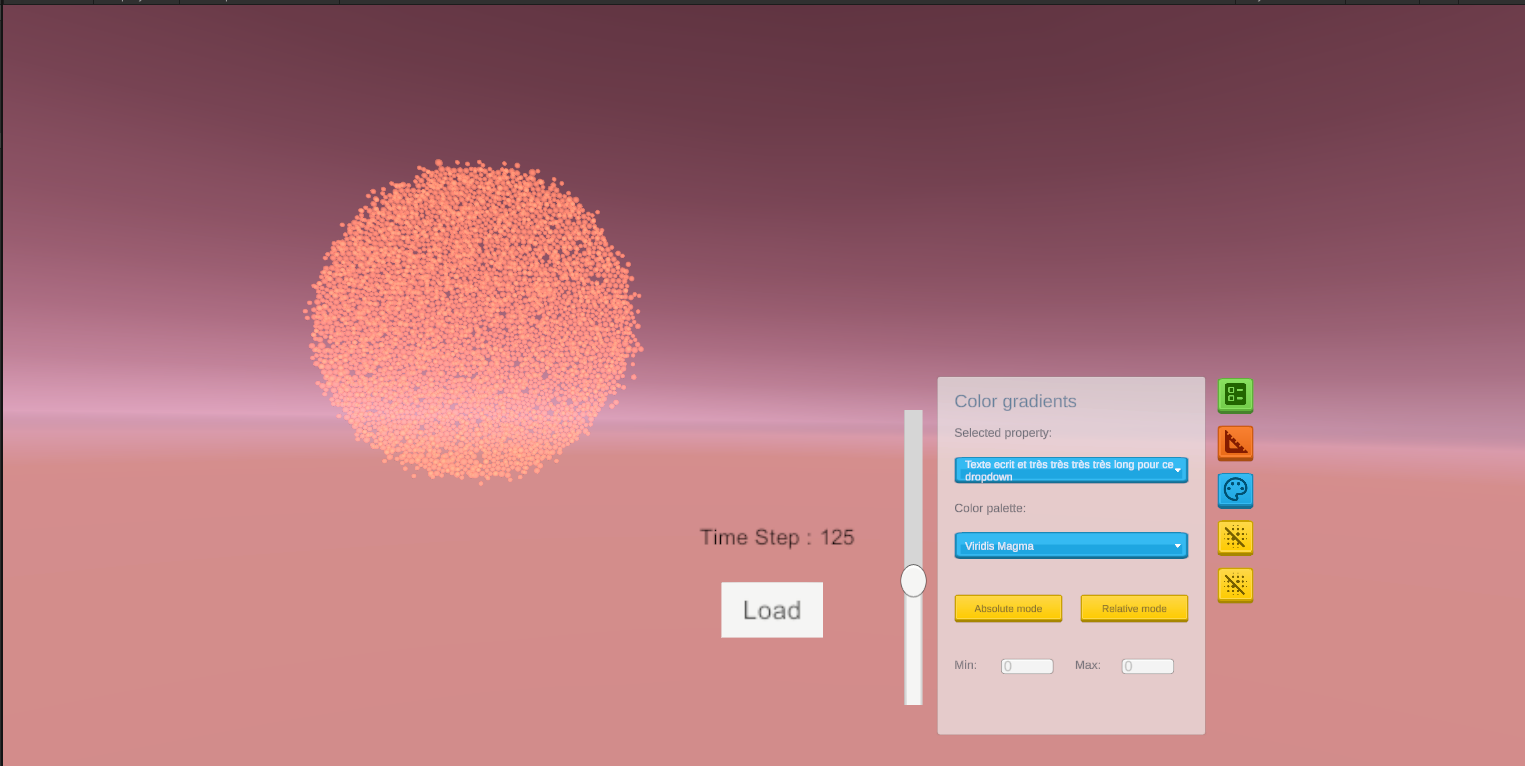 Color gradients
Selected property:
Texte ecrit et très très très très long pour ce
dropdown
Color palette:
Viridis Magma
Time Step : 125
Load
Absolute mode
Relative mode
Min:
0
Max:
0